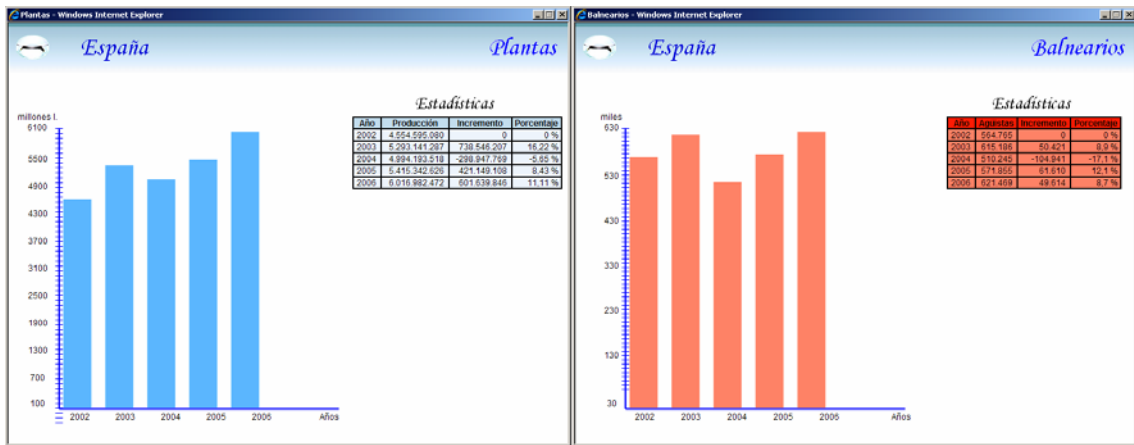 Plantas - Windows Internet Explorer
España
Plantas
Estadísticas
Año Producción Incremento Porcentaje
2002 4.554.595.080 0 0 %
2003 5.293.141.287 738.546.207 16,22 %
2004 4.994.193.518 -298.947.769 -5,65 %
2005 5.415.342.626 421.149.108 8,43 %
2006 6.016.982.472 601.639.846 11,11 %
millones l.
6100
5500
4900
4300
3700
3100
2500
1900
1300
700
100
2002 2003 2004 2005 2006 Años
Balnearios - Windows Internet Explorer
España
Balnearios
Estadísticas
Año Agüistas Incremento Porcentaje
2002 564.765 0 0 %
2003 615.186 50.421 8,9 %
2004 510.245 -104.941 -17,1 %
2005 571.855 61.610 12,1 %
2006 621.469 49.614 8,7 %
miles
630
530
430
330
230
130
30
2002 2003 2004 2005 2006 Años